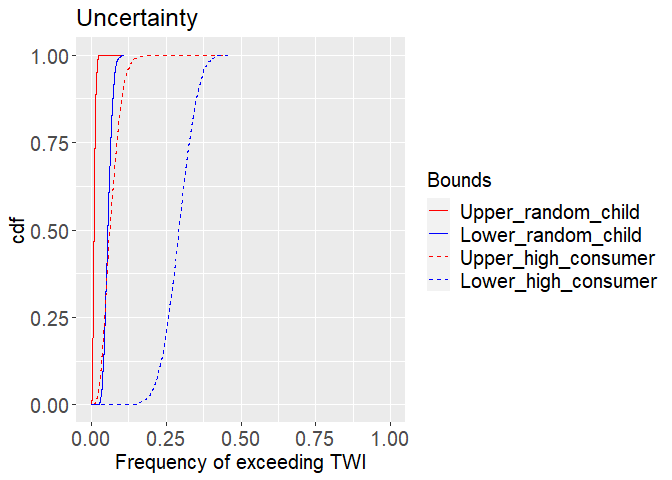 Uncertainty
1.00
0.75
0.50
0.25
0.00
cdf
0.00 0.25 0.50 0.75 1.00
Frequency of exceeding TWI
Bounds
Upper_random_child
Lower_random_child
Upper_high_consumer
Lower_high_consumer